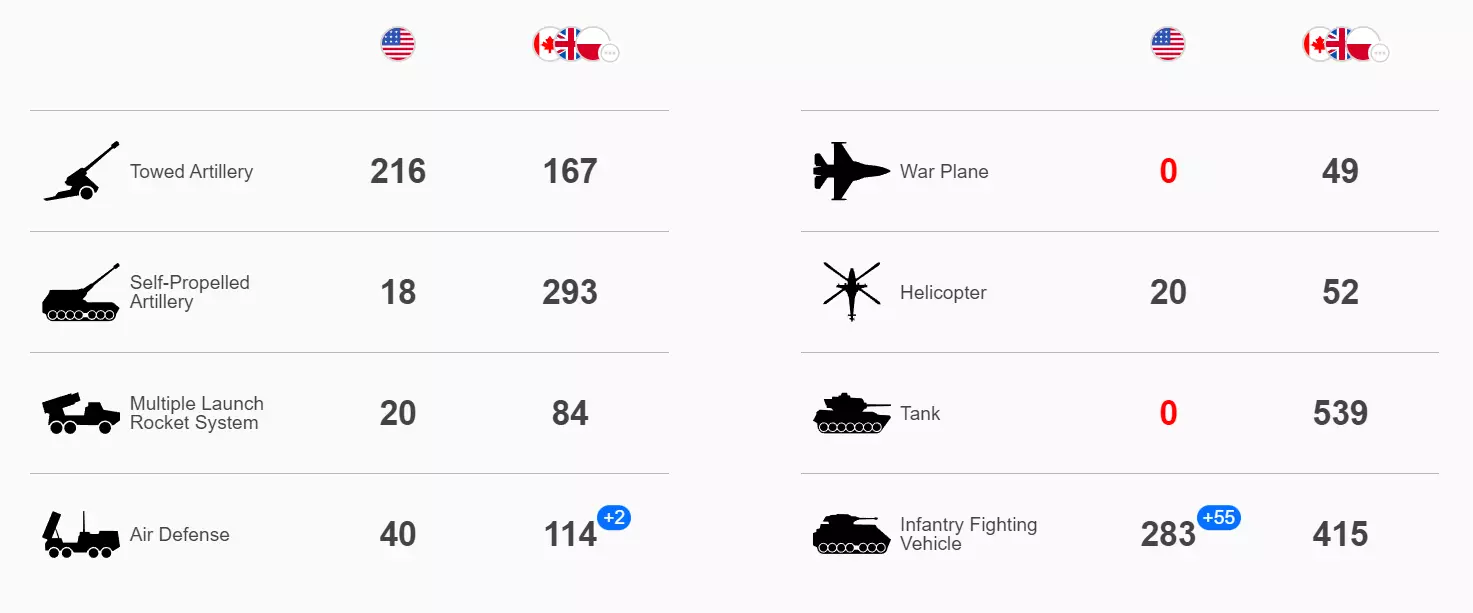 Towed Artillery 216 167
Self-Propelled
Artillery 18 293
Multiple Launch
Rocket System 20 84
Air Defense 40 114 +2
War Plane 0 49
Helicopter 20 52
Tank 0 539
Infantry Fighting
Vehicle 283 +55 415